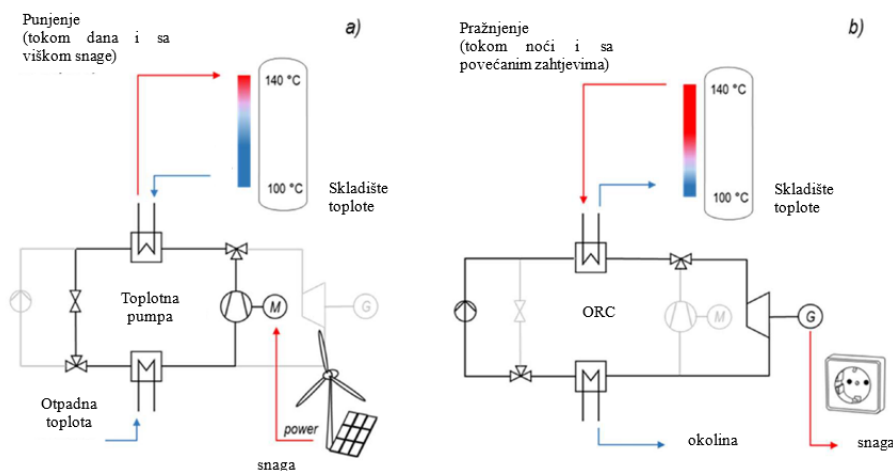 Punjenje
(tokom dana i sa
viškom snage)
a)
140 °C
100 °C
Skladište
toplote
Toplotna
pumpa
M
G
Otpadna
toplota
power
snaga
Pražnjenje
(tokom noći i sa
povećanim zahtjevima)
b)
140 °C
100 °C
Skladište
toplote
ORC
M
G
okolina
snaga